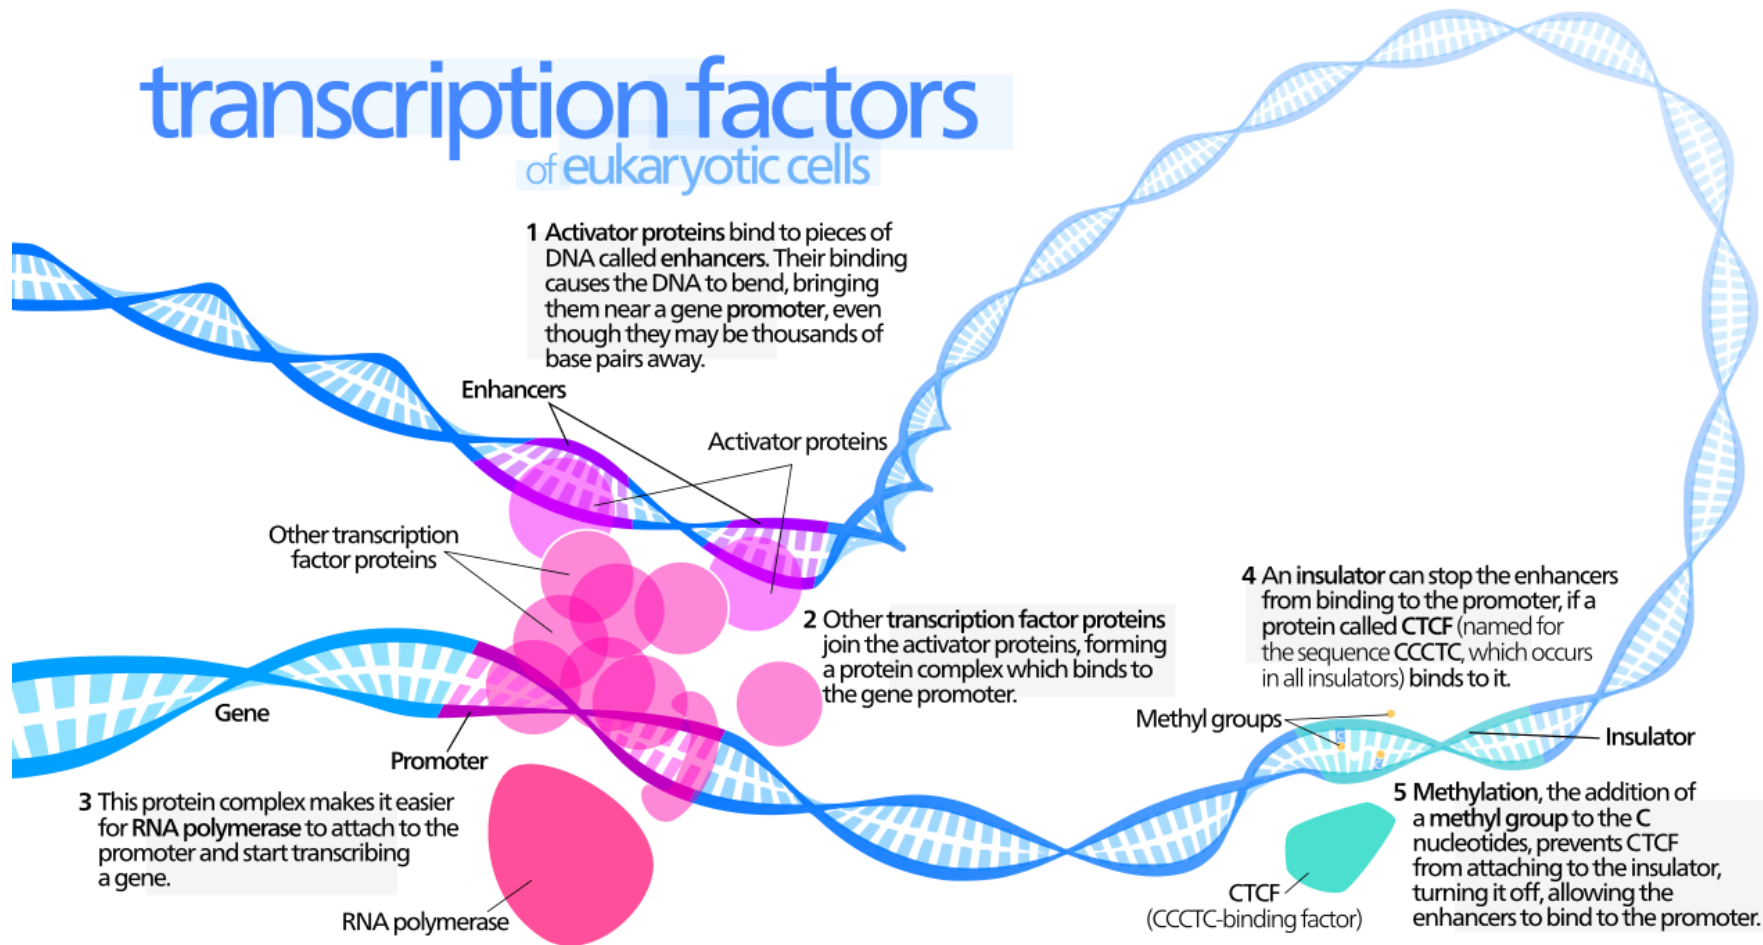 transcription factors
of eukaryotic cells
1 Activator proteins bind to pieces of
DNA called enhancers. Their binding
causes the DNA to bend, bringing
them near a gene promoter, even
though they may be thousands of
base pairs away.
Enhancers
Activator proteins
Other transcription
factor proteins
2 Other transcription factor proteins
join the activator proteins, forming
a protein complex which binds to
the gene promoter.
4 An insulator can stop the enhancers
from binding to the promoter, if a
protein called CTCF (named for
the sequence CCCTC, which occurs
in all insulators) binds to it.
Gene
Methyl groups
C
C
Insulator
Promoter
3 This protein complex makes it easier
for RNA polymerase to attach to the
promoter and start transcribing
a gene.
RNA polymerase
CTCF
(CCCTC-binding factor)
5 Methylation, the addition of
a methyl group to the C
nucleotides, prevents CTCF
from attaching to the insulator,
turning it off, allowing the
enhancers to bind to the promoter.